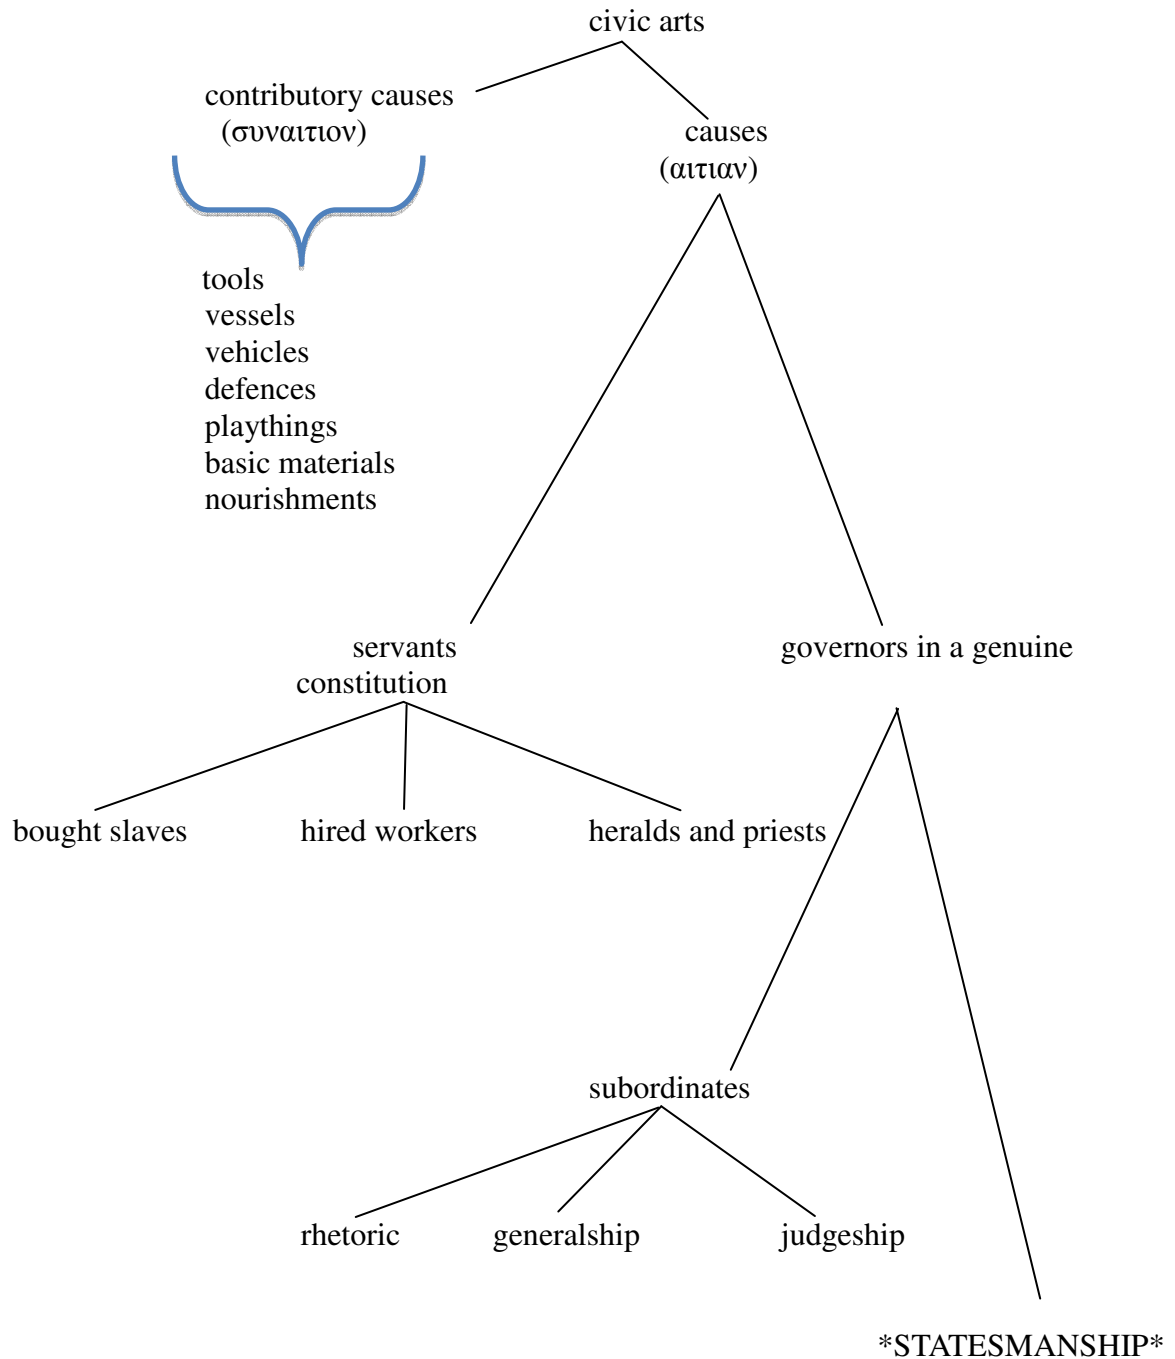 civic arts
contributory causes
(συναιτιον)
causes
(αιτιαν)
tools
vessels
vehicles
defences
playthings
basic materials
nourishments
servants
governors in a genuine
constitution
bought slaves
hired workers
heralds and priests
subordinates
rhetoric
generalship
judgeship
*STATESMANSHIP*